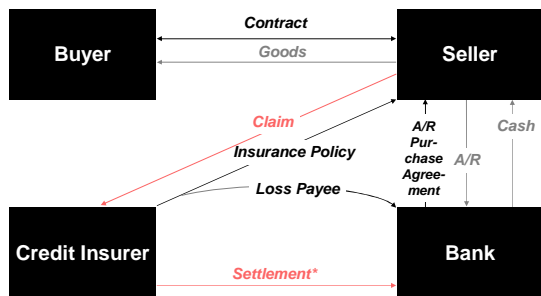 Contract
Buyer
Seller
Goods
Claim
Insurance Policy
Loss Payee
A/R
Pur-
chase
Agree-
ment
A/R
Cash
Credit Insurer
Bank
Settlement*